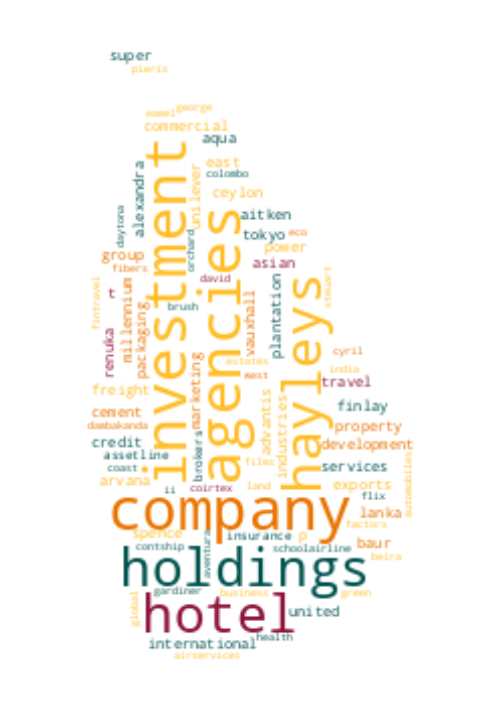 super
pieris
eamel
george
commercial
aqua
investment
alexandra
unilever
east
colombo
ceylon
agencies
daytona
orchard
aitken
tokyo
eco
power
group
fibers
asian
david
steuart
hayleys
fintravel
t
millennium
packaging
brush
vauxhall
plantation
renuka
marketing
estates
west
cyril
india
travel
freight
advantis
industries
finlay
cement
dambakanda
property
credit
brokers
development
assetline
coast
films
services
automobiles
arvana
ii
coirtex
land
exports
flix
company
lanka
factors
spence
contship
aventura
insurance
p
schoolairline
baur
beira
holdings
global
gardiner
business
green
hotel
united
international
health
airservices